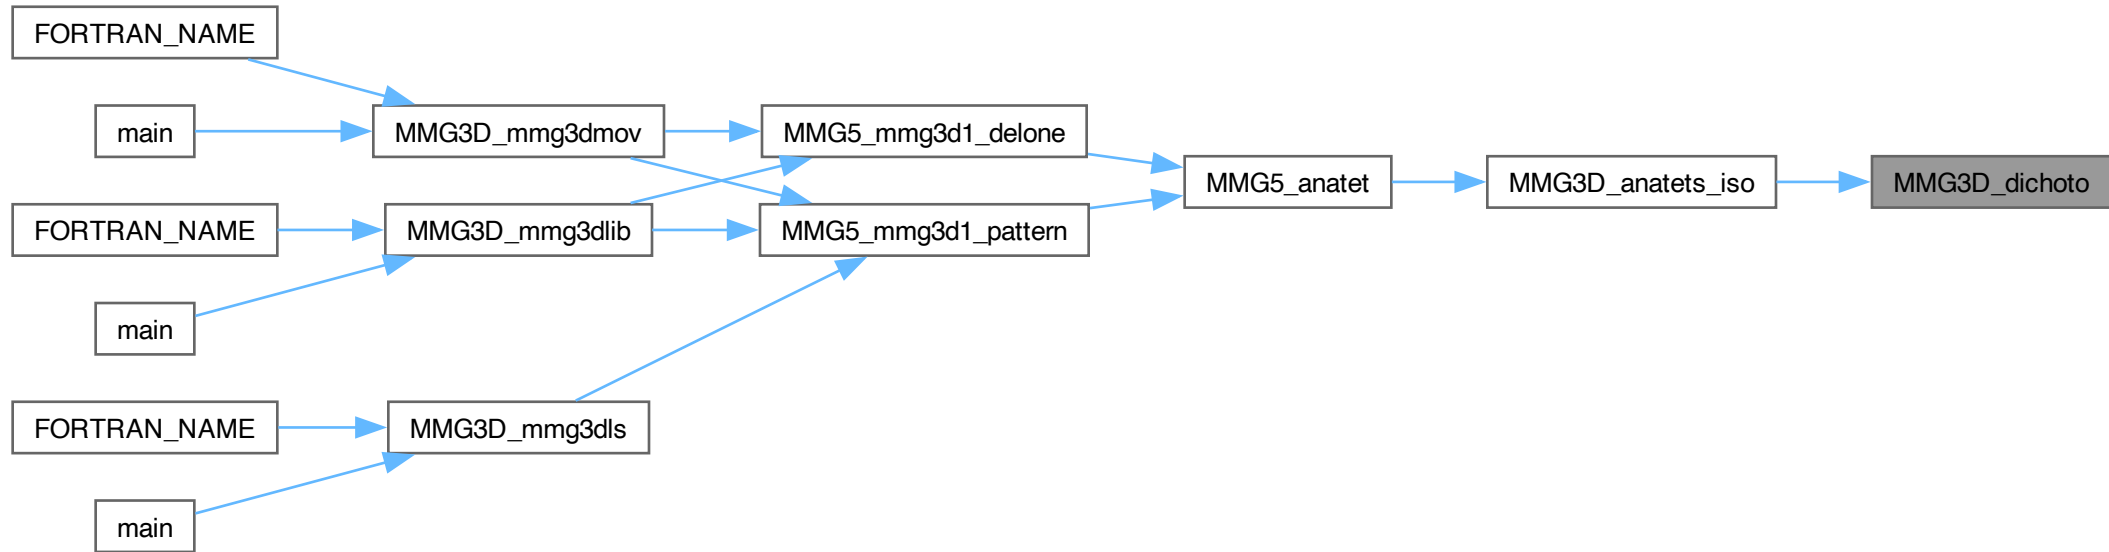 FORTRAN_NAME
main
MMG3D_mmg3dmov
MMG5_mmg3d1_delone
MMG5_anatet
MMG3D_anatets_iso
MMG3D_dichoto
FORTRAN_NAME
MMG3D_mmg3dlib
MMG5_mmg3d1_pattern
main
FORTRAN_NAME
MMG3D_mmg3dls
main